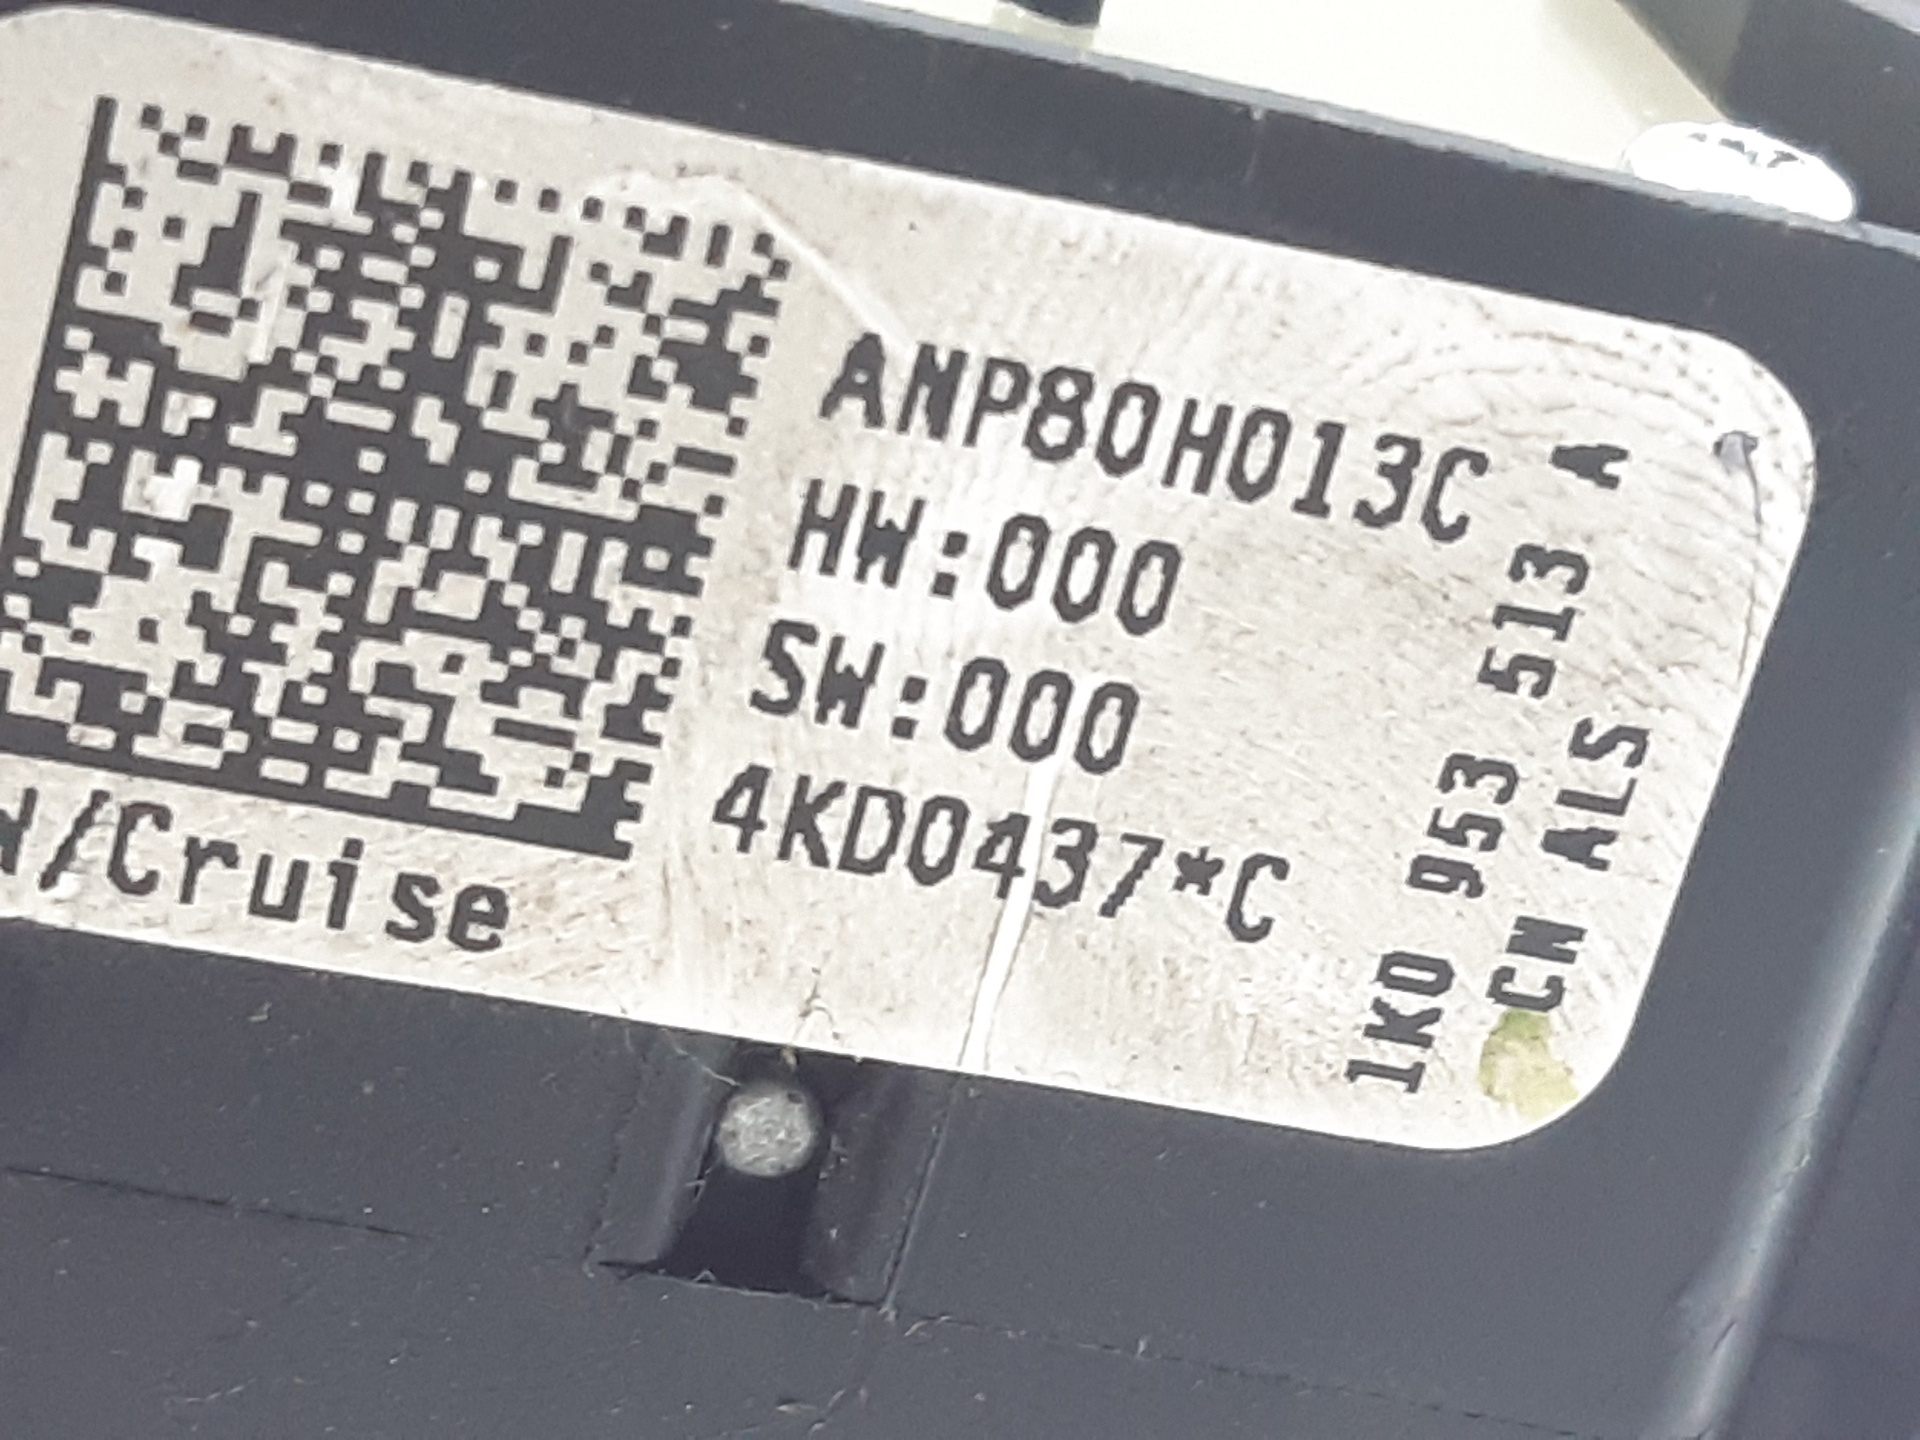 ANP80H013C
HW:000
SW:000
4KD0437*C
/Cruise
1K0 953 513 A
CN ALS